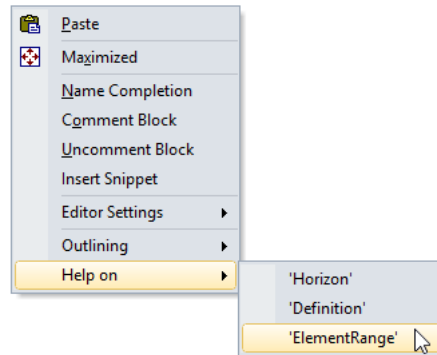 Paste
Maximized
Name Completion
Comment Block
Uncomment Block
Insert Snippet
Editor Settings
Outlining
Help on
'Horizon'
'Definition'
'ElementRange'